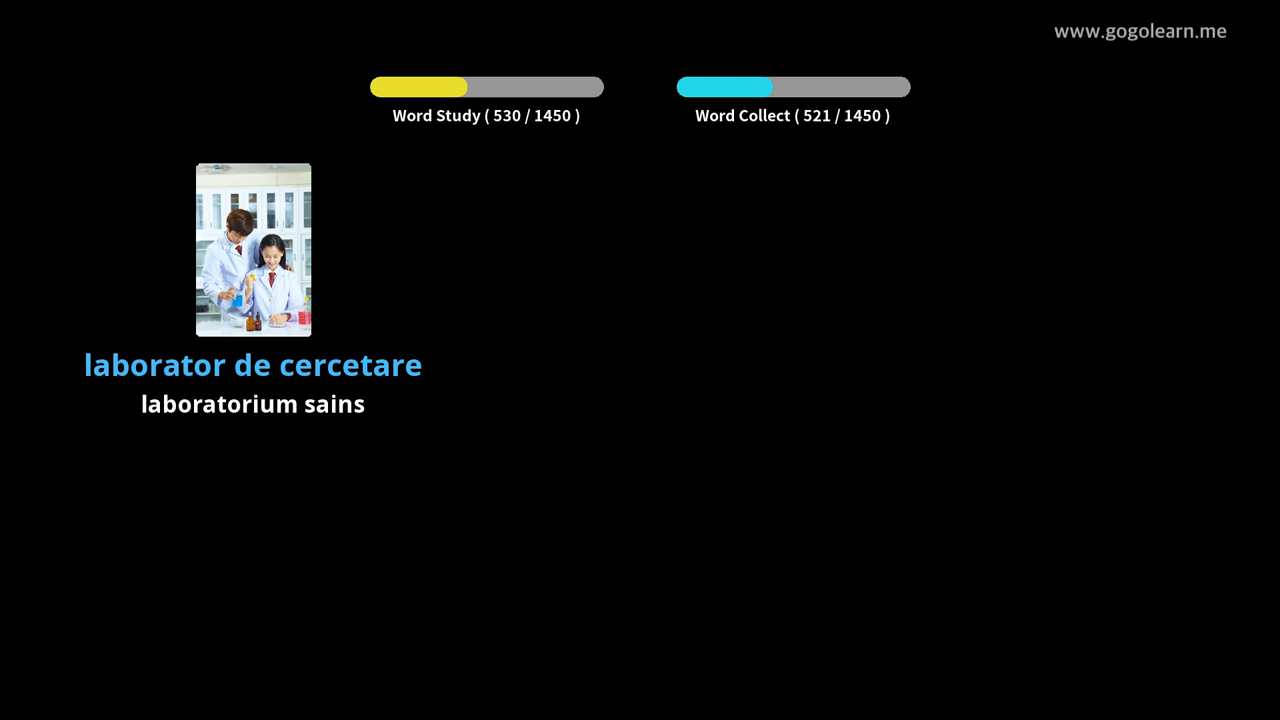 www.gogolearn.me
Word Study ( 530 / 1450 )
Word Collect ( 521 / 1450 )
laborator de cercetare
laboratorium sains